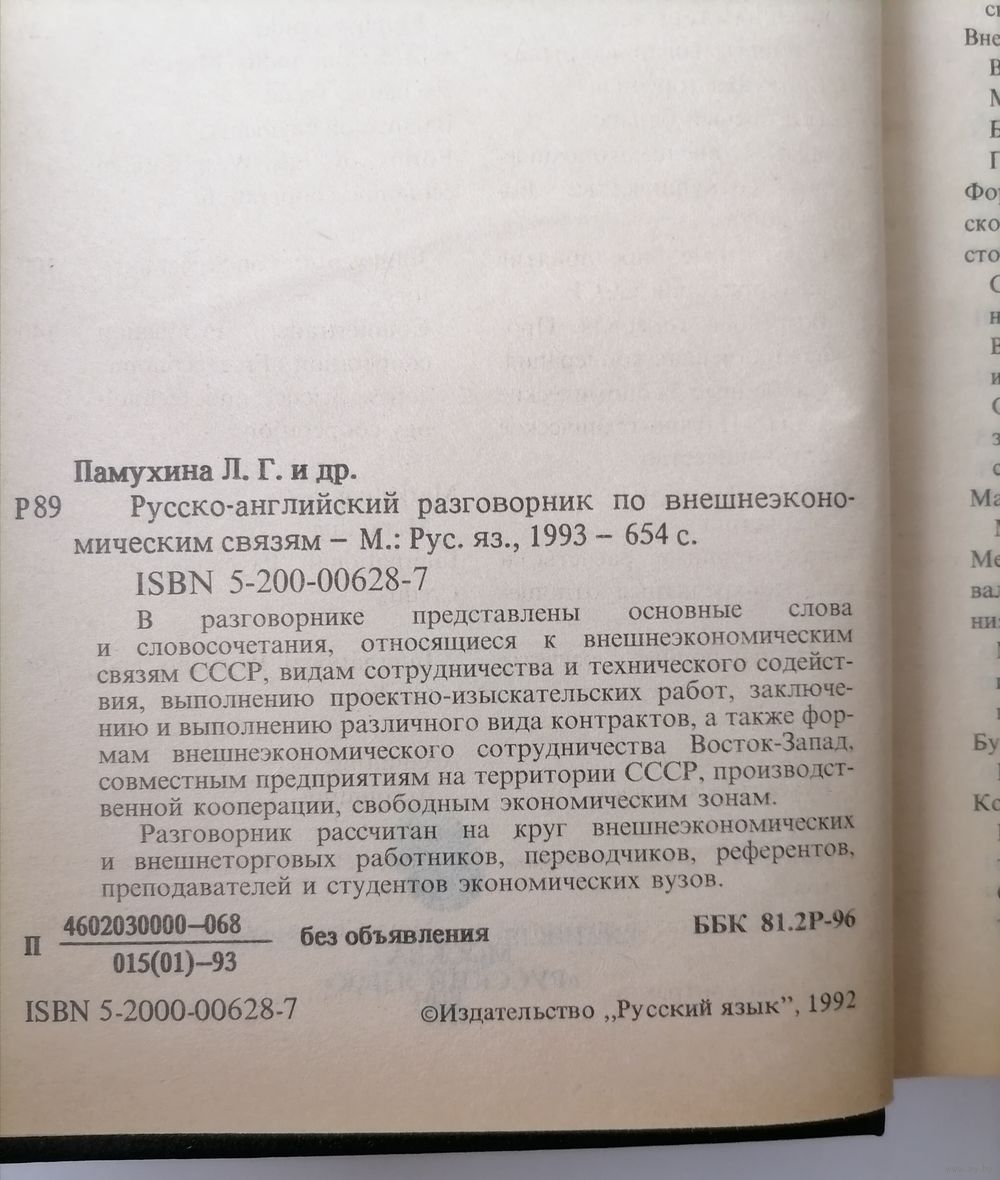 Памухина Л. Г. и др.
Р89 Русско-английский разговорник по внешнеэконо-
мическим связям – М.: Рус. яз., 1993 – 654 с.
ISBN 5-200-00628-7
В разговорнике представлены основные слова
и словосочетания, относящиеся к внешнеэкономическим
связям СССР, видам сотрудничества и технического содейст-
вия, выполнению проектно-изыскательских работ, заключе-
нию и выполнению различного вида контрактов, а также фор-
мам внешнеэкономического сотрудничества Восток-Запад,
совместным предприятиям на территории СССР, производст-
венной кооперации, свободным экономическим зонам.
Разговорник рассчитан на круг внешнеэкономических
и внешнеторговых работников, переводчиков, референтов,
преподавателей и студентов экономических вузов.
П 4602030000–068 без объявления ББК 81.2Р-96
015(01)–93
ISBN 5-2000-00628-7 ©Издательство „Русский язык”, 1992